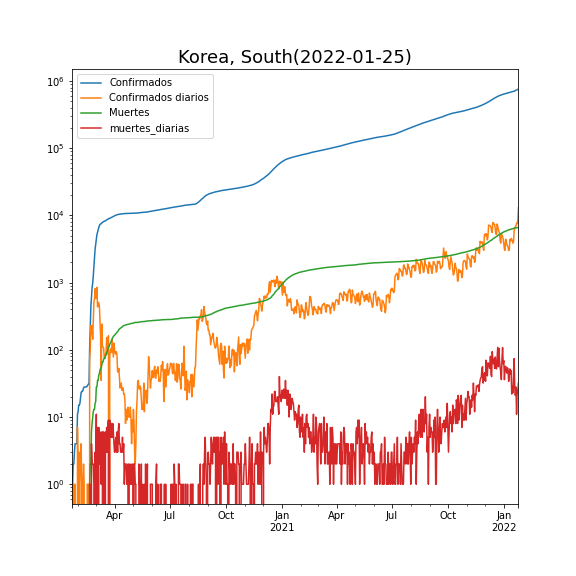 Korea, South(2022-01-25)
Confirmados
Confirmados diarios
Muertes
muertes_diarias
10⁶
10⁵
10⁴
10³
10²
10¹
10⁰
Apr Jul Oct Jan Apr Jul Oct Jan
2021 2022